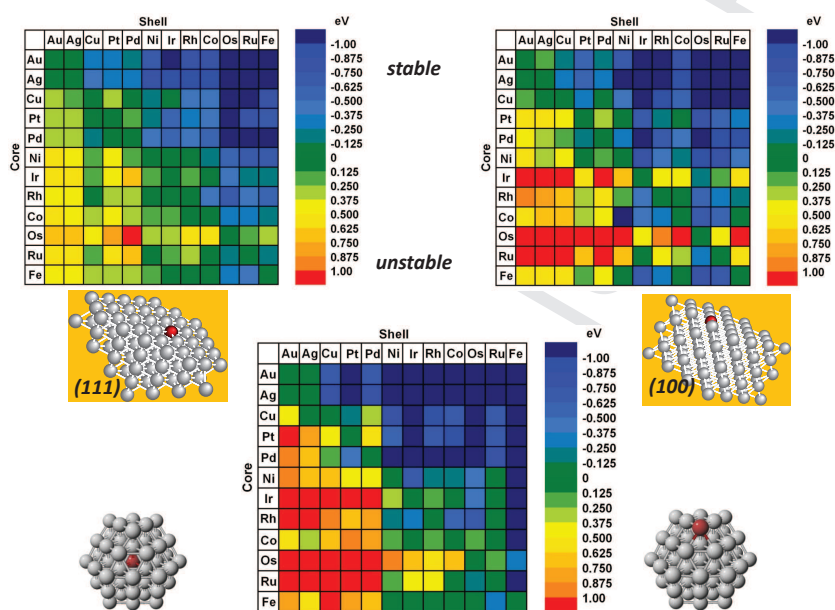 Shell
eV
Au Ag Cu Pt Pd Ni Ir Rh Co Os Ru Fe
Au
Ag
Cu
Pt
Pd
Ni
Ir
Rh
Co
Os
Ru
Fe
Core
-1.00
-0.875
-0.750
-0.625
-0.500
-0.375
-0.250
-0.125
0
0.125
0.250
0.375
0.500
0.625
0.750
0.875
1.00
stable
unstable
Shell
eV
Au Ag Cu Pt Pd Ni Ir Rh Co Os Ru Fe
Au
Ag
Cu
Pt
Pd
Ni
Ir
Rh
Co
Os
Ru
Fe
Core
-1.00
-0.875
-0.750
-0.625
-0.500
-0.375
-0.250
-0.125
0
0.125
0.250
0.375
0.500
0.625
0.750
0.875
1.00
(111)
(100)
Shell
eV
Au Ag Cu Pt Pd Ni Ir Rh Co Os Ru Fe
Au
Ag
Cu
Pt
Pd
Ni
Ir
Rh
Co
Os
Ru
Fe
Core
-1.00
-0.875
-0.750
-0.625
-0.500
-0.375
-0.250
-0.125
0
0.125
0.250
0.375
0.500
0.625
0.750
0.875
1.00